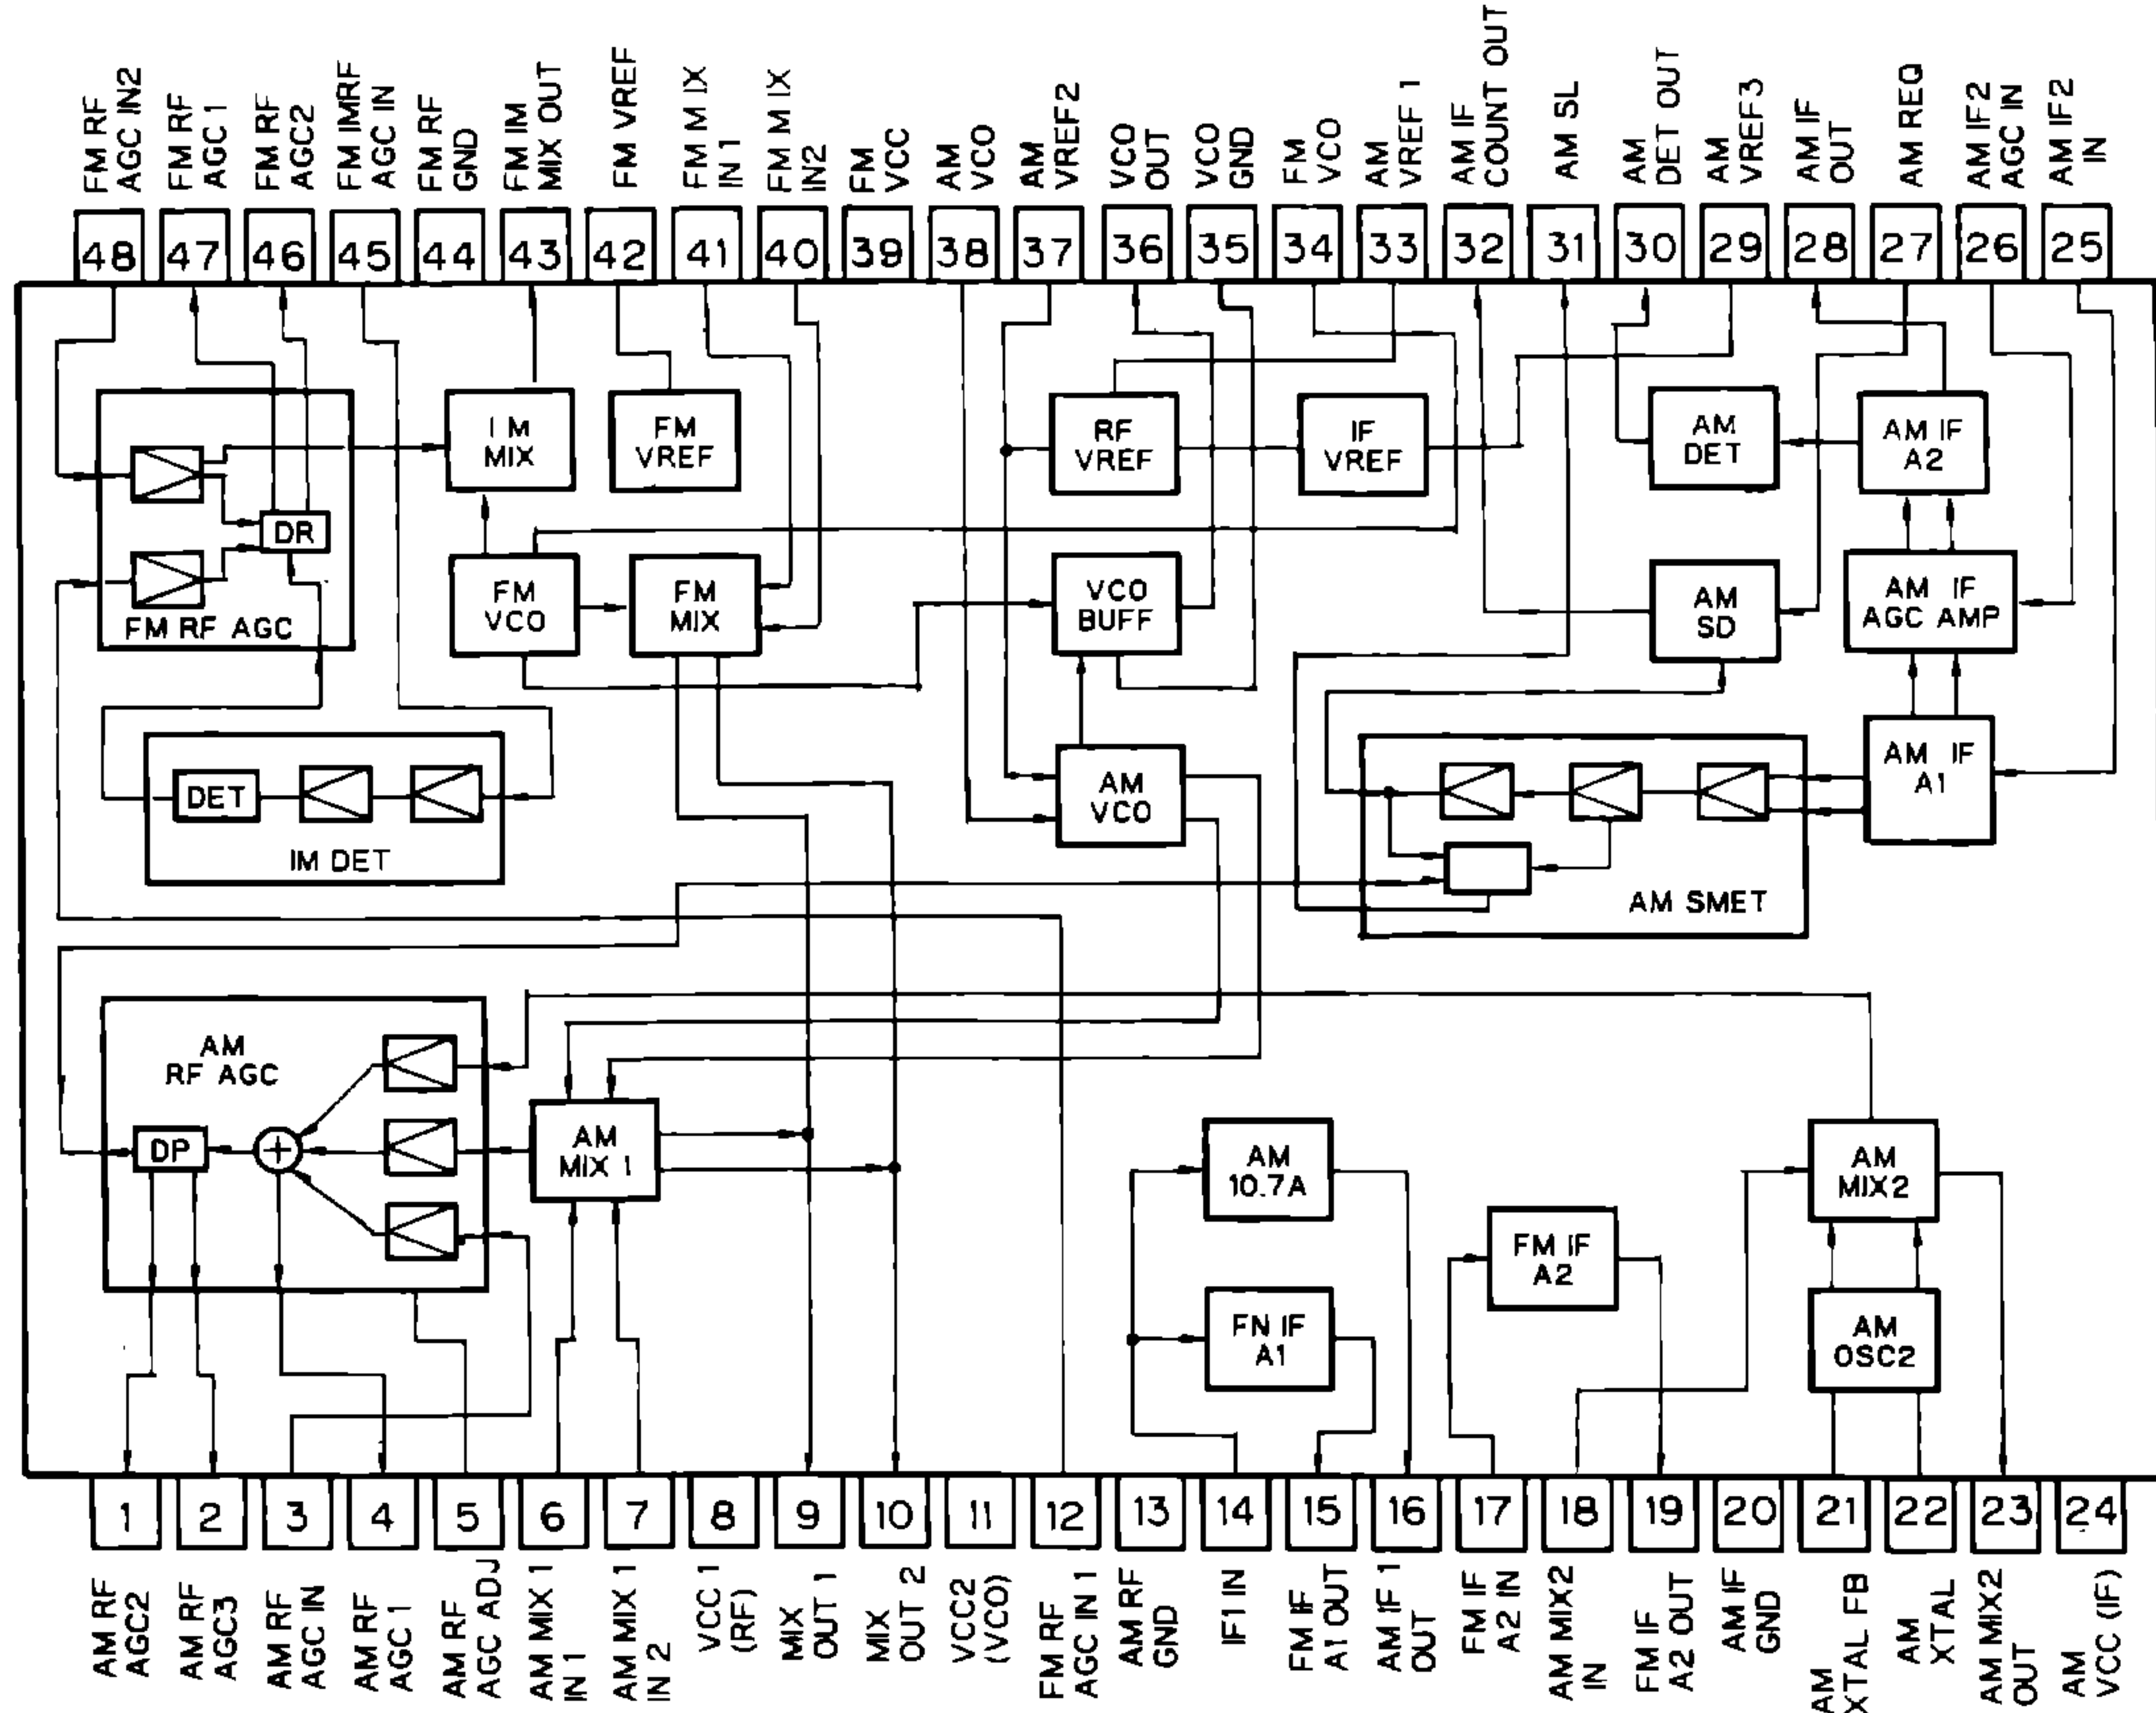 FM RF
AGC IN2
FM RF
AGC 1
FM RF
AGC2
FM IMRF
AGC IN
FM RF
GND
FM IM
MIX OUT
FM VREF
FM MIX
IN 1
FM MIX
IN2
FM
VCC
AM
VCO
AM
VREF2
VCO
OUT
VCO
GND
FM
VCO
AM
VREF 1
AM IF
COUNT OUT
AM SL
AM
DET OUT
AM
VREF3
AM IF
OUT
AM REQ
AM IF2
AGC IN
AM IF2
IN
48 47 46 45 44 43 42 41 40 39 38 37 36 35 34 33 32 31 30 29 28 27 26 25
DR
FM RF AGC
IM
MIX
FM
VREF
RF
VREF
IF
VREF
AM
DET
AM IF
A2
FM
VCO
FM
MIX
VCO
BUFF
AM
SD
AM IF
AGC AMP
DET
IM DET
AM
VCO
AM SMET
AM IF
A1
AM
RF AGC
DP
+
AM
MIX 1
AM
10.7A
FN IF
A1
FM IF
A2
AM
MIX2
AM
OSC2
1 2 3 4 5 6 7 8 9 10 11 12 13 14 15 16 17 18 19 20 21 22 23 24
AM RF
AGC2
AM RF
AGC3
AM RF
AGC IN
AM RF
AGC 1
AM RF
AGC ADJ
AM MIX 1
IN 1
AM MIX 1
IN 2
VCC 1
(RF)
MIX
OUT 1
MIX
OUT 2
VCC2
(VCO)
FM RF
AGC IN 1
AM RF
GND
IF1 IN
FM IF
A1 OUT
AM IF 1
OUT
FM IF
A2 IN
AM MIX2
IN
FM IF
A2 OUT
AM IF
GND
AM
XTAL FB
AM
XTAL
AM MIX2
OUT
AM
VCC (IF)